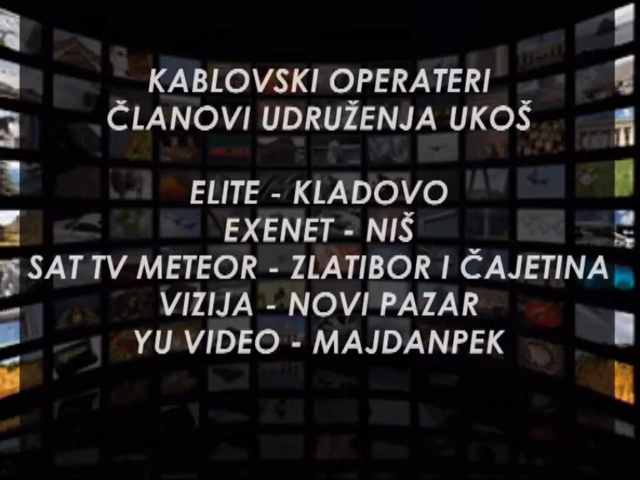 KABLOVSKI OPERATERI
ČLANOVI UDRUŽENJA UKOŠ
ELITE - KLADOVO
EXENET - NIŠ
SAT TV METEOR - ZLATIBOR I ČAJETINA
VIZIJA - NOVI PAZAR
YU VIDEO - MAJDANPEK